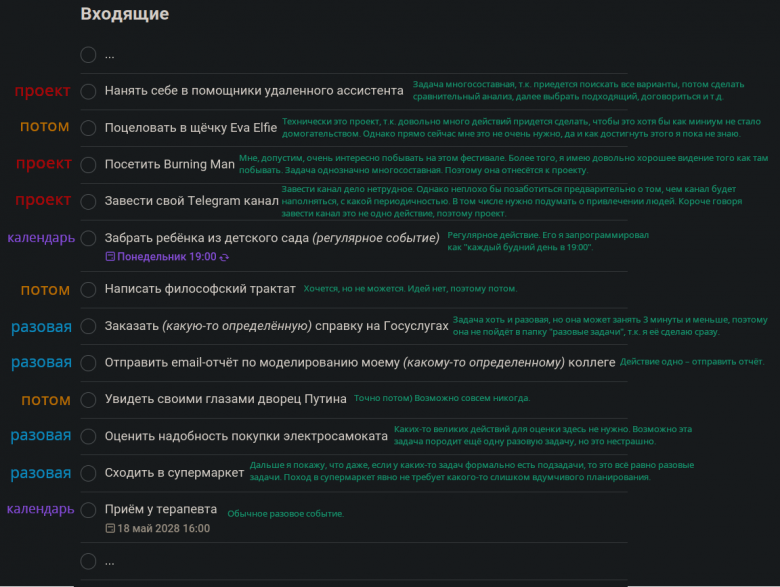 Входящие
...
проект Нанять себе в помощники удаленного ассистента Задача многосоставная, т.к. приедется поискать все варианты, потом сделать
сравнительный анализ, далее выбрать подходящий, договориться и т.д.
потом Поцеловать в щёчку Eva Elfie Технически это проект, т.к. довольно много действий придется сделать, чтобы это хотя бы как миниум не стало
домогательством. Однако прямо сейчас мне это не очень нужно, да и как достигнуть этого я пока не знаю.
проект Посетить Burning Man Мне, допустим, очень интересно побывать на этом фестивале. Более того, я имею довольно хорошее видение того как там
побывать. Задача однозначно многосоставная. Поэтому она отнесётся к проекту.
проект Завести свой Telegram канал Завести канал дело нетрудное. Однако неплохо бы позаботиться предварительно о том, чем канал будет
наполняться, с какой периодичностью. В том числе нужно подумать о привлечении людей. Короче говоря
завести канал это не одно действие, поэтому проект.
календарь Забрать ребёнка из детского сада (регулярное событие) Регулярное действие. Его я запрограммировал
как "каждый будний день в 19:00".
Понедельник 19:00
потом Написать философский трактат Хочется, но не можется. Идей нет, поэтому потом.
разовая Заказать (какую-то определённую) справку на Госуслугах Задача хоть и разовая, но она может занять 3 минуты и меньше, поэтому
она не пойдёт в папку "разовые задачи", т.к. я её сделаю сразу.
разовая Отправить email-отчёт по моделированию моему (какому-то определенному) коллеге Действие одно – отправить отчёт.
потом Увидеть своими глазами дворец Путина Точно потом) Возможно совсем никогда.
разовая Оценить надобность покупки электросамоката Каких-то великих действий для оценки здесь не нужно. Возможно эта
задача породит ещё одну разовую задачу, но это нестрашно.
разовая Сходить в супермаркет Дальше я покажу, что даже, если у каких-то задач формально есть подзадачи, то это всё равно разовые
задачи. Поход в супермаркет явно не требует какого-то слишком вдумчивого планирования.
календарь Приём у терапевта Обычное разовое событие.
18 май 2028 16:00
...